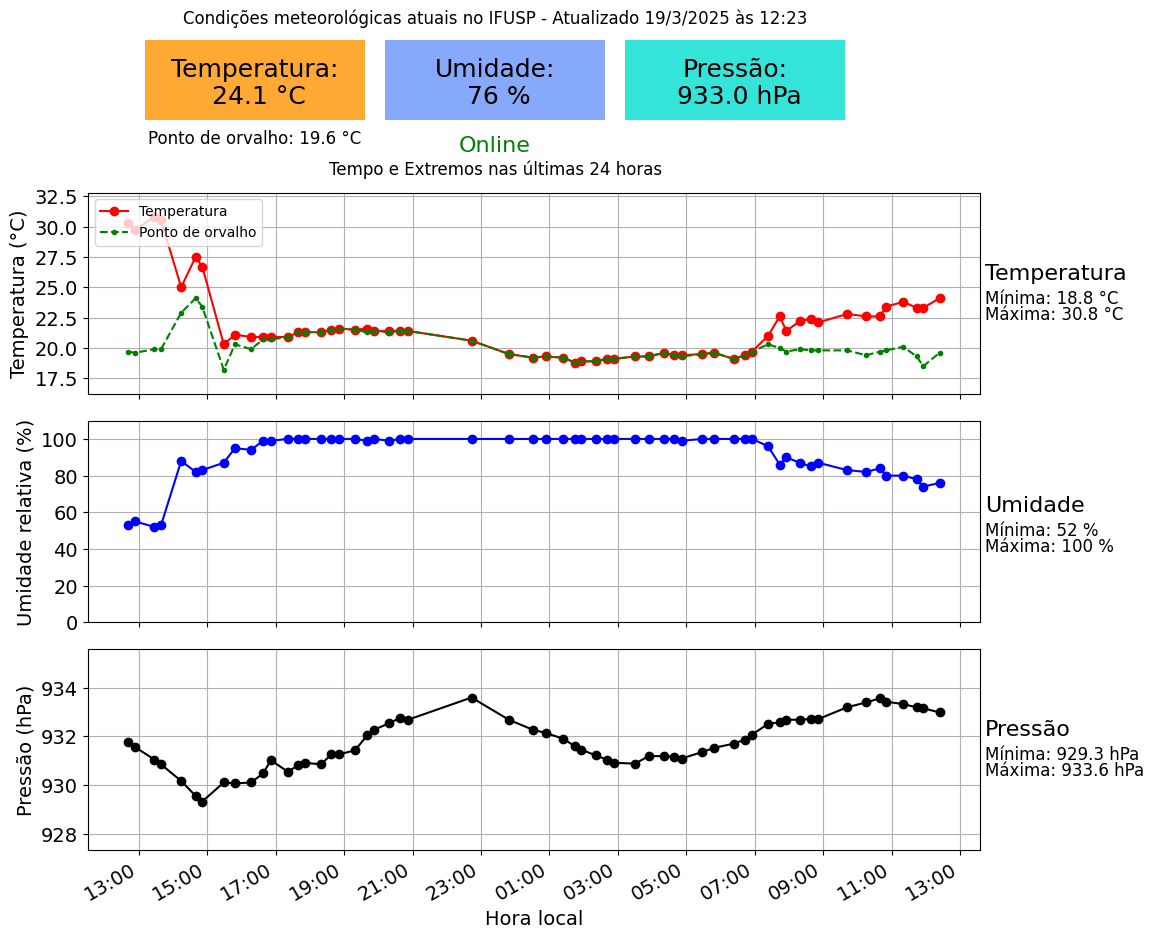 Condições meteorológicas atuais no IFUSP - Atualizado 19/3/2025 às 12:23
Temperatura:
24.1 °C
Umidade:
76 %
Pressão:
933.0 hPa
Ponto de orvalho: 19.6 °C
Online
Tempo e Extremos nas últimas 24 horas
Temperatura (°C)
32.5
30.0
27.5
25.0
22.5
20.0
17.5
Temperatura
Ponto de orvalho
Temperatura
Mínima: 18.8 °C
Máxima: 30.8 °C
Umidade relativa (%)
100
80
60
40
20
0
Umidade
Mínima: 52 %
Máxima: 100 %
Pressão (hPa)
934
932
930
928
Pressão
Mínima: 929.3 hPa
Máxima: 933.6 hPa
13:00
15:00
17:00
19:00
21:00
23:00
01:00
03:00
05:00
07:00
09:00
11:00
13:00
Hora local